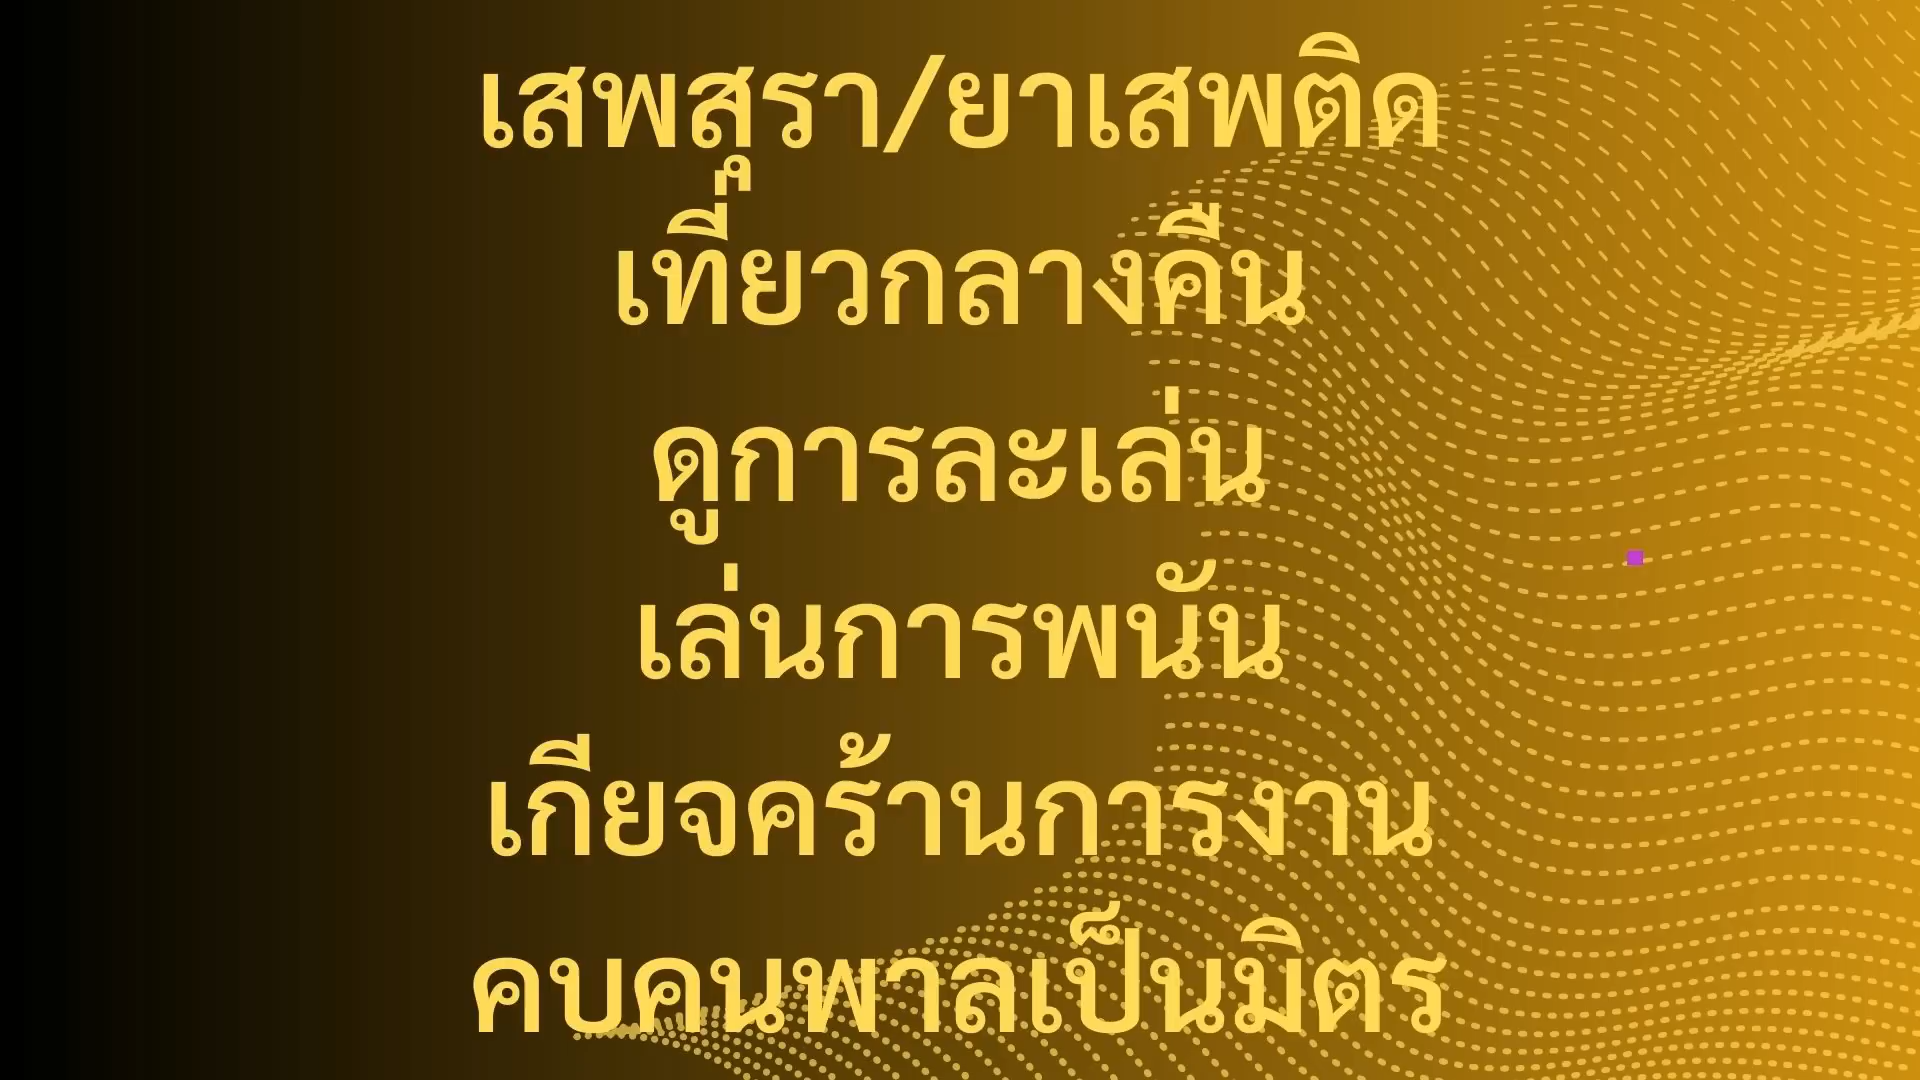 เสพสุรา/ยาเสพติด
เที่ยวกลางคืน
ดูการละเล่น
เล่นการพนัน
เกียจคร้านการงาน
คบคนพาลเป็นมิตร